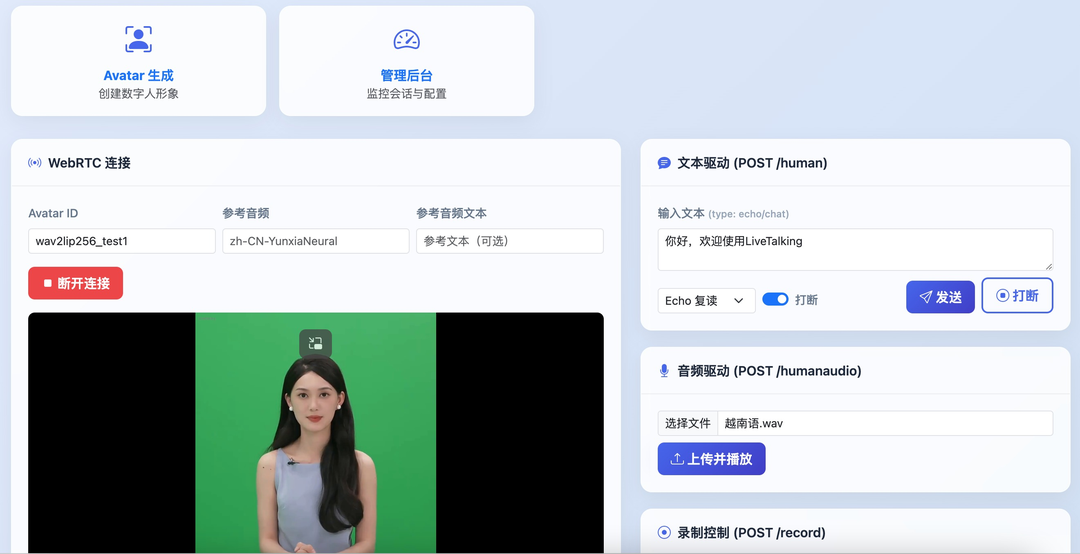 Avatar 生成
创建数字人形象
管理后台
监控会话与配置
WebRTC 连接
Avatar ID
参考音频
参考音频文本
wav2lip256_test1
zh-CN-YunxiaNeural
参考文本（可选）
断开连接
文本驱动 (POST /human)
输入文本 (type: echo/chat)
你好，欢迎使用LiveTalking
Echo 复读
打断
发送
打断
音频驱动 (POST /humanaudio)
选择文件 越南语.wav
上传并播放
录制控制 (POST /record)